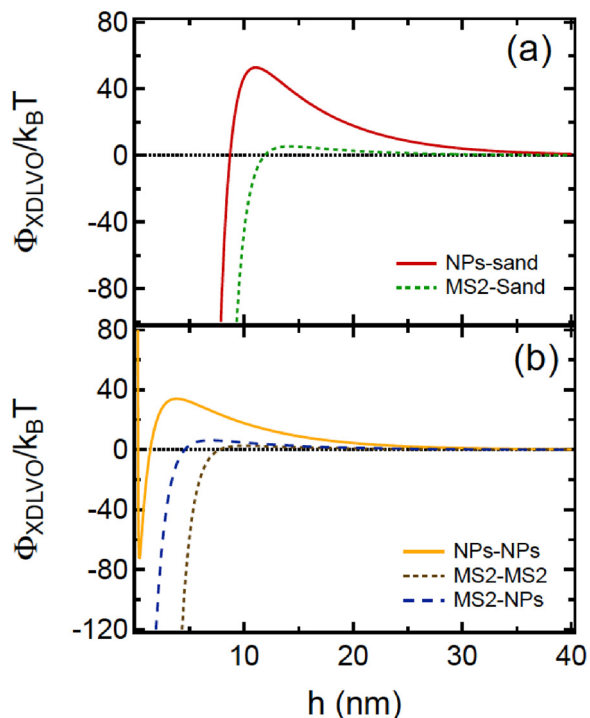 80
(a)
40
0
-40
-80
Φ_XDLVO/k_BT
NPs-sand
MS2-Sand
80
(b)
40
0
-40
-80
-120
Φ_XDLVO/k_BT
NPs-NPs
MS2-MS2
MS2-NPs
10
20
30
40
h (nm)